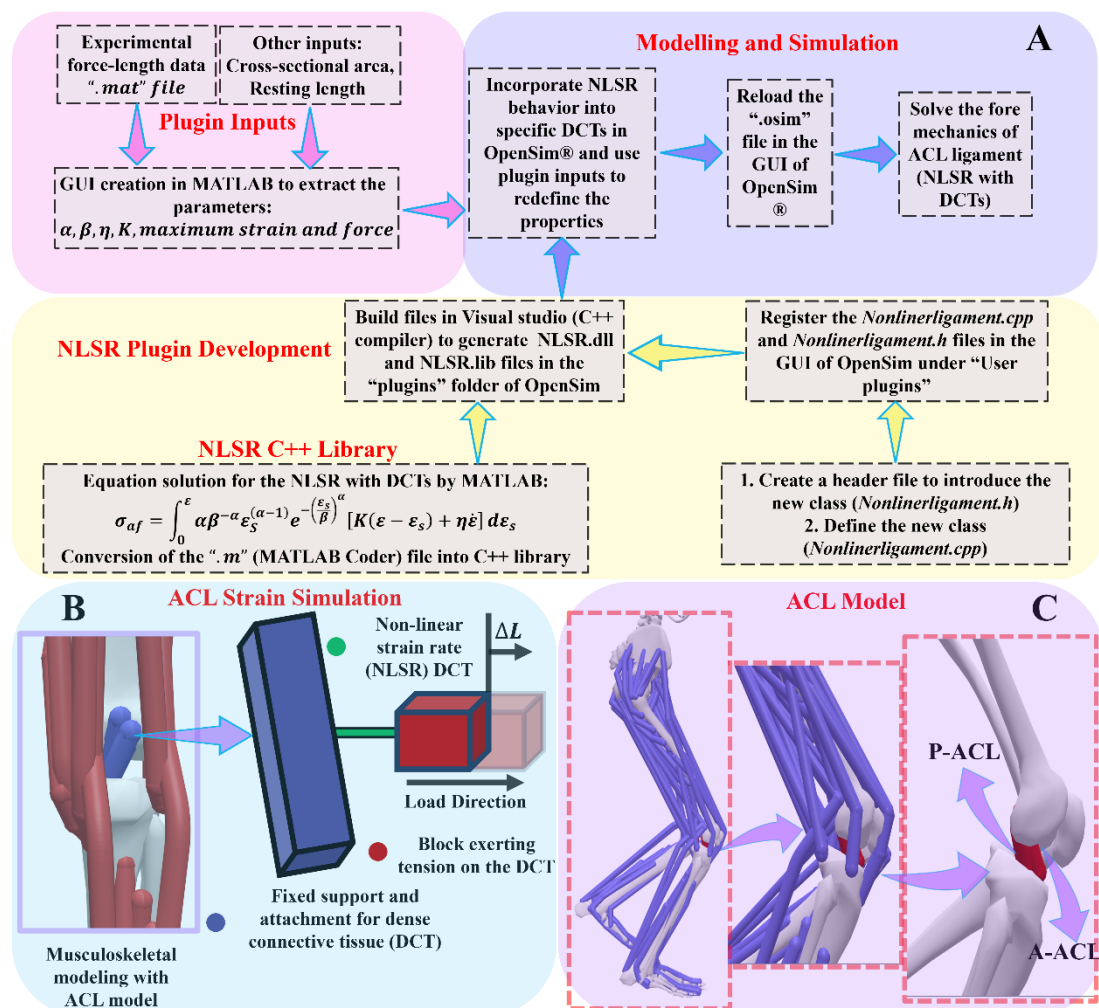 Experimental
force-length data
“.mat” file
Other inputs:
Cross-sectional area,
Resting length
Plugin Inputs
GUI creation in MATLAB to extract the
parameters:
α, β, η, K, maximum strain and force
Modelling and Simulation
A
Incorporate NLSR
behavior into
specific DCTs in
OpenSim® and use
plugin inputs to
redefine the
properties
Reload the
“.osim”
file in the
GUI of
OpenSim
®
Solve the fore
mechanics of
ACL ligament
(NLSR with
DCTs)
NLSR Plugin Development
Build files in Visual studio (C++
compiler) to generate NLSR.dll
and NLSR.lib files in the
“plugins” folder of OpenSim
Register the Nonlinerligament.cpp
and Nonlinerligament.h files in the
GUI of OpenSim under “User
plugins”
NLSR C++ Library
Equation solution for the NLSR with DCTs by MATLAB:
σ_af = ∫_0^ε αβ^{-α} ε_S^{(α-1)} e^{-(ε_s/β)^α} [K(ε − ε_s) + ηε̇] dε_s
Conversion of the “.m” (MATLAB Coder) file into C++ library
1. Create a header file to introduce the
new class (Nonlinerligament.h)
2. Define the new class
(Nonlinerligament.cpp)
B
ACL Strain Simulation
Non-linear
strain rate
(NLSR) DCT
ΔL
Load Direction
Block exerting
tension on the DCT
Fixed support and
attachment for dense
connective tissue (DCT)
Musculoskeletal
modeling with
ACL model
ACL Model
C
P-ACL
A-ACL